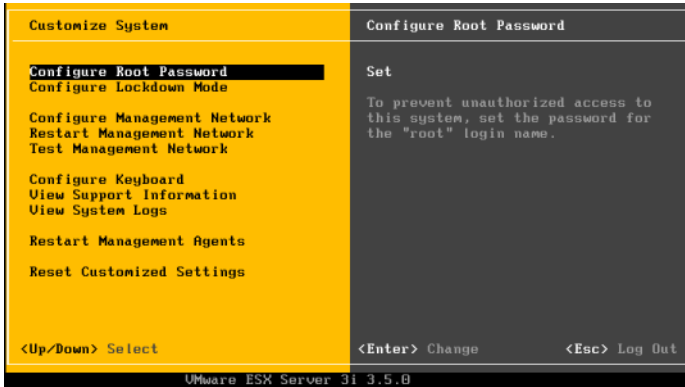 Customize System
Configure Root Password
Configure Lockdown Mode
Configure Management Network
Restart Management Network
Test Management Network
Configure Keyboard
View Support Information
View System Logs
Restart Management Agents
Reset Customized Settings
<Up/Down> Select
Configure Root Password
Set
To prevent unauthorized access to
this system, set the password for
the "root" login name.
<Enter> Change <Esc> Log Out
VMware ESX Server 3i 3.5.0